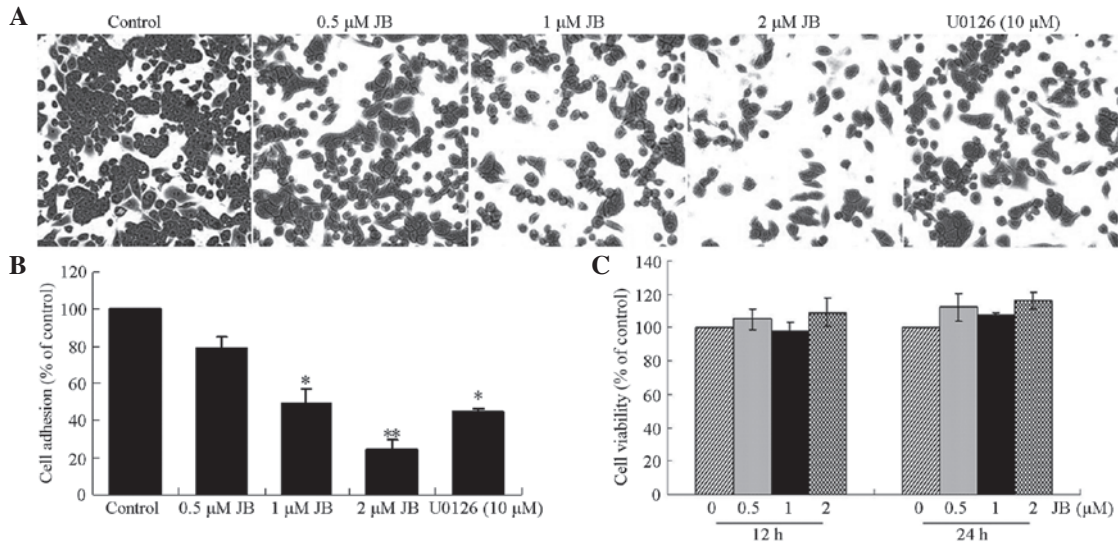 A
Control 0.5 μM JB 1 μM JB 2 μM JB U0126 (10 μM)
B
Cell adhesion (% of control)
120
100
80
60
40
20
0
* ** *
Control 0.5 μM JB 1 μM JB 2 μM JB U0126 (10 μM)
C
Cell viability (% of control)
140
120
100
80
60
40
20
0
0 0.5 1 2 0 0.5 1 2 JB (μM)
12 h 24 h